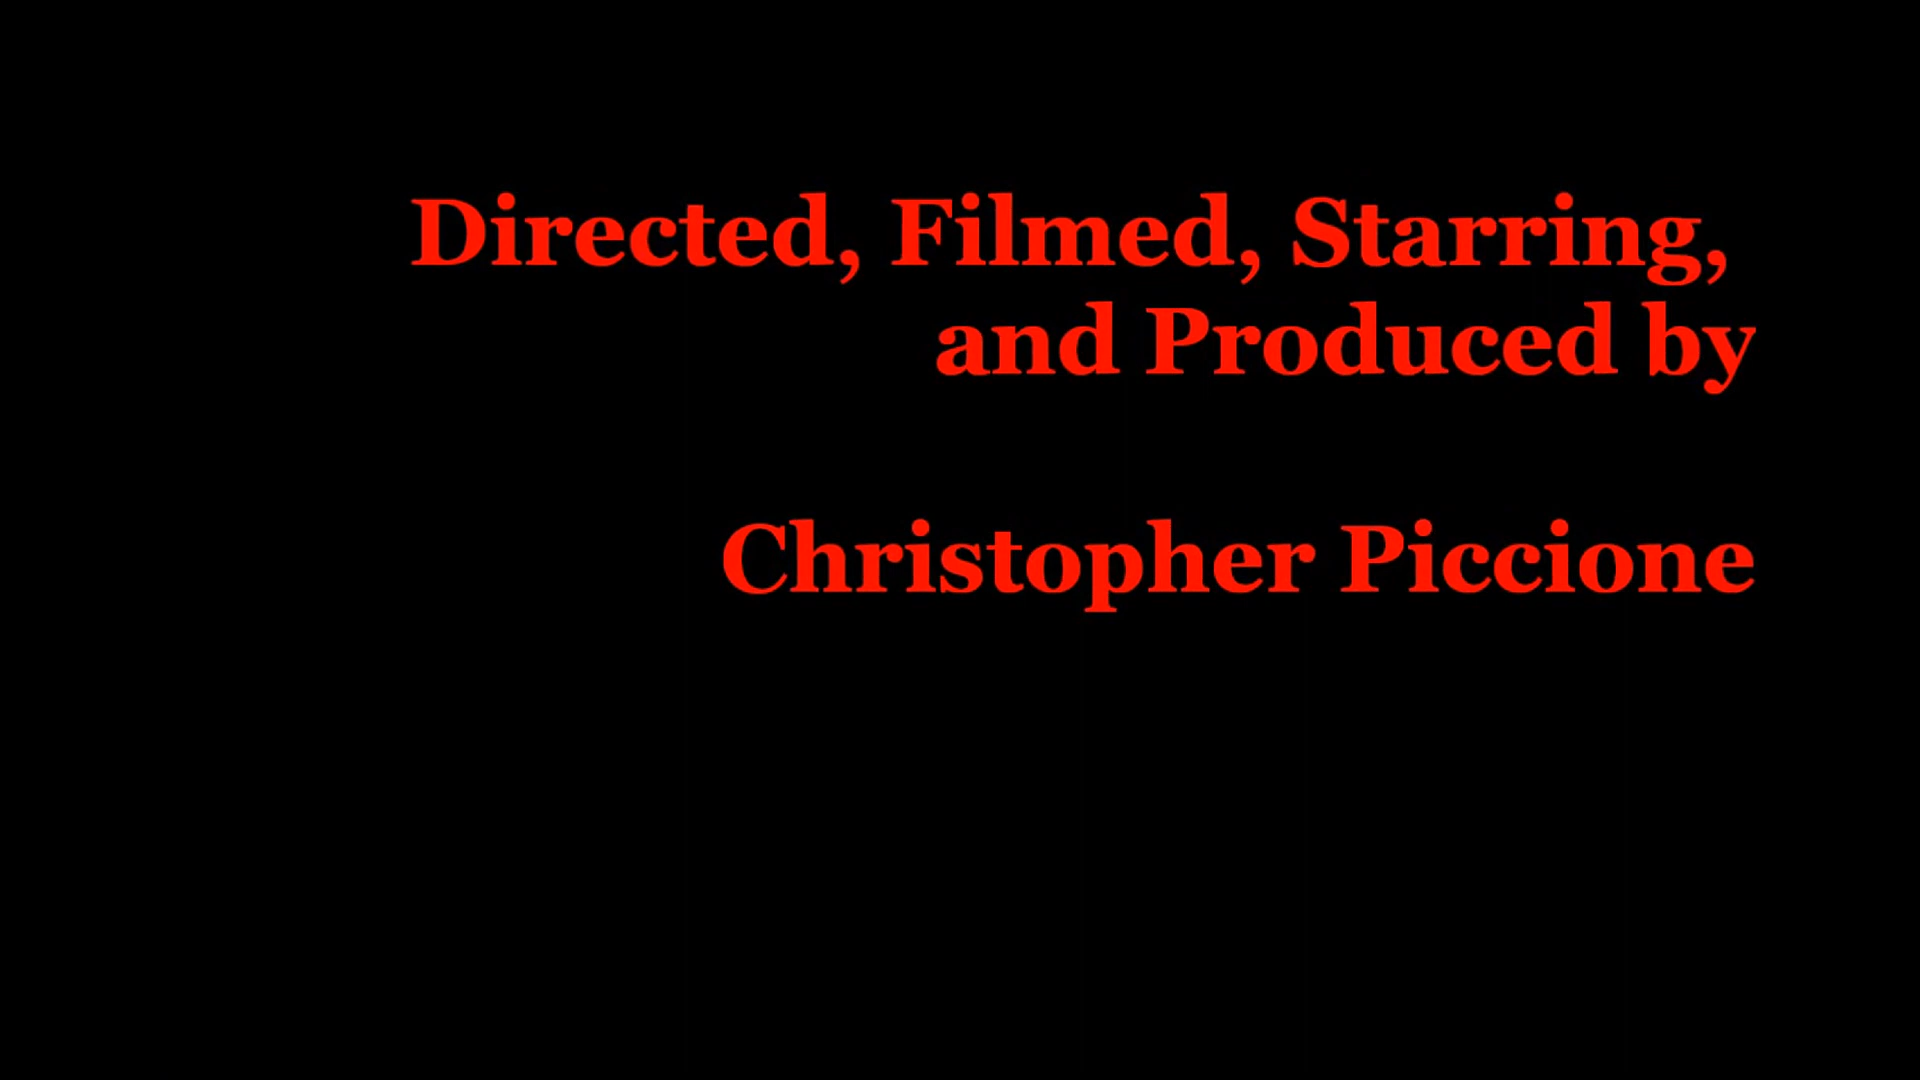 Directed, Filmed, Starring,
and Produced by
Christopher Piccione